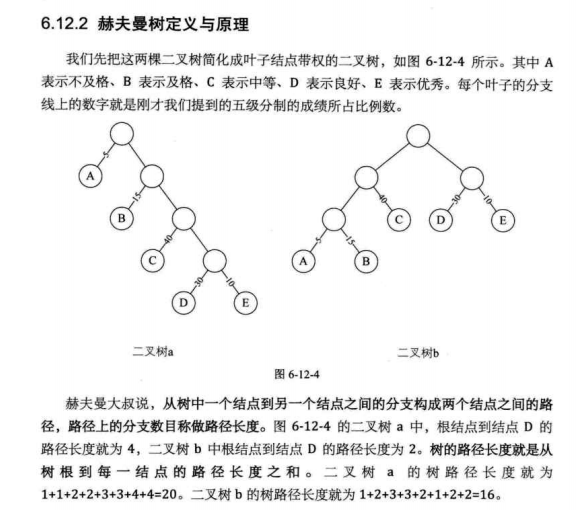 6.12.2 赫夫曼树定义与原理
我们先把这两棵二叉树简化成叶子结点带权的二叉树，如图 6-12-4 所示。其中 A
表示不及格、B 表示及格、C 表示中等、D 表示良好、E 表示优秀。每个叶子的分支
线上的数字就是刚才我们提到的五级分制的成绩所占比例数。
5
A
15
B
40
C
30
10
D
E
二叉树a
40
30
10
C
D
E
5
15
A
B
二叉树b
图 6-12-4
赫夫曼大叔说，从树中一个结点到另一个结点之间的分支构成两个结点之间的路
径，路径上的分支数目称做路径长度。图 6-12-4 的二叉树 a 中，根结点到结点 D 的
路径长度就为 4，二叉树 b 中根结点到结点 D 的路径长度为 2。树的路径长度就是从
树根到每一结点的路径长度之和。二叉树 a 的树路径长度就为
1+1+2+2+3+3+4+4=20。二叉树 b 的树路径长度就为 1+2+3+3+2+1+2+2=16。